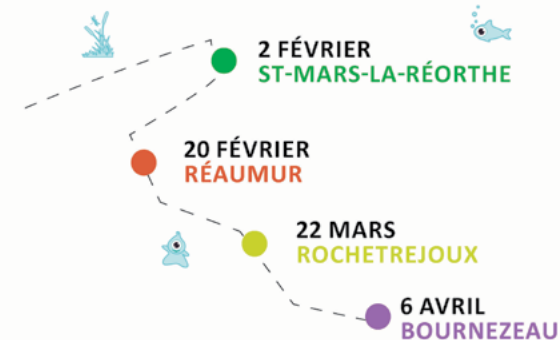 2 FÉVRIER
ST-MARS-LA-RÉORTHE
20 FÉVRIER
RÉAUMUR
22 MARS
ROCHETREJOUX
6 AVRIL
BOURNEZEAU